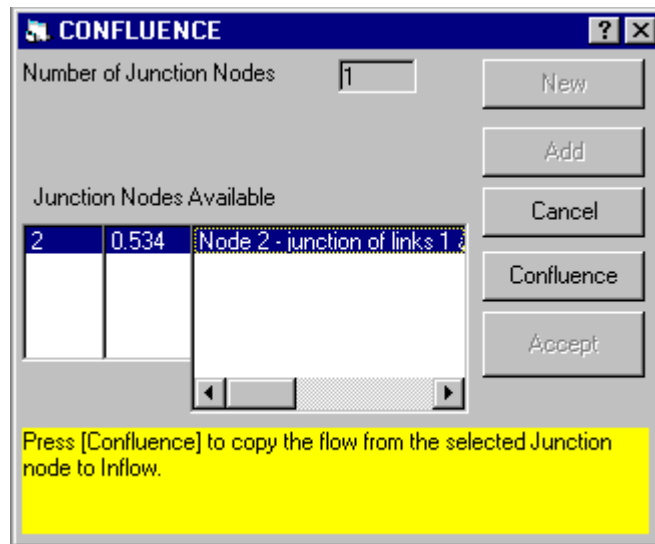 CONFLUENCE
Number of Junction Nodes 1
New
Add
Junction Nodes Available
Cancel
2 0.534 Node 2 - junction of links 1
Confluence
Accept
Press [Confluence] to copy the flow from the selected Junction
node to Inflow.